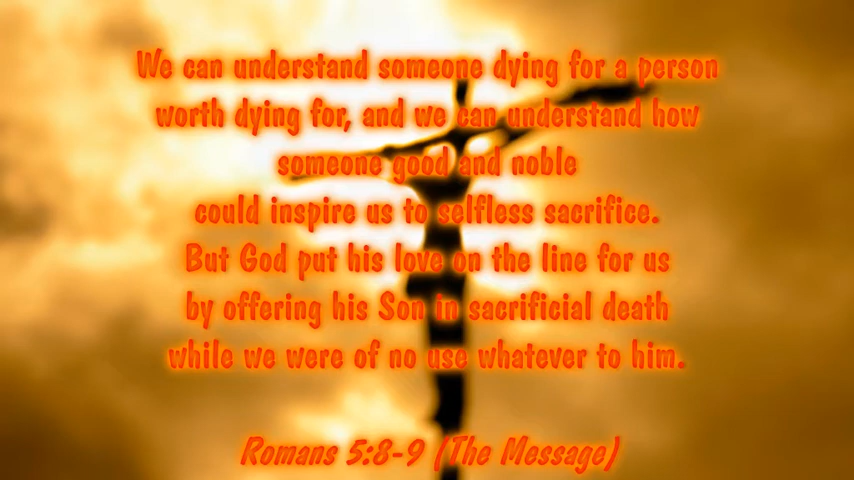 We can understand someone dying for a person
worth dying for, and we can understand how
someone good and noble
could inspire us to selfless sacrifice.
But God put his love on the line for us
by offering his Son in sacrificial death
while we were of no use whatever to him.
Romans 5:8-9 (The Message)